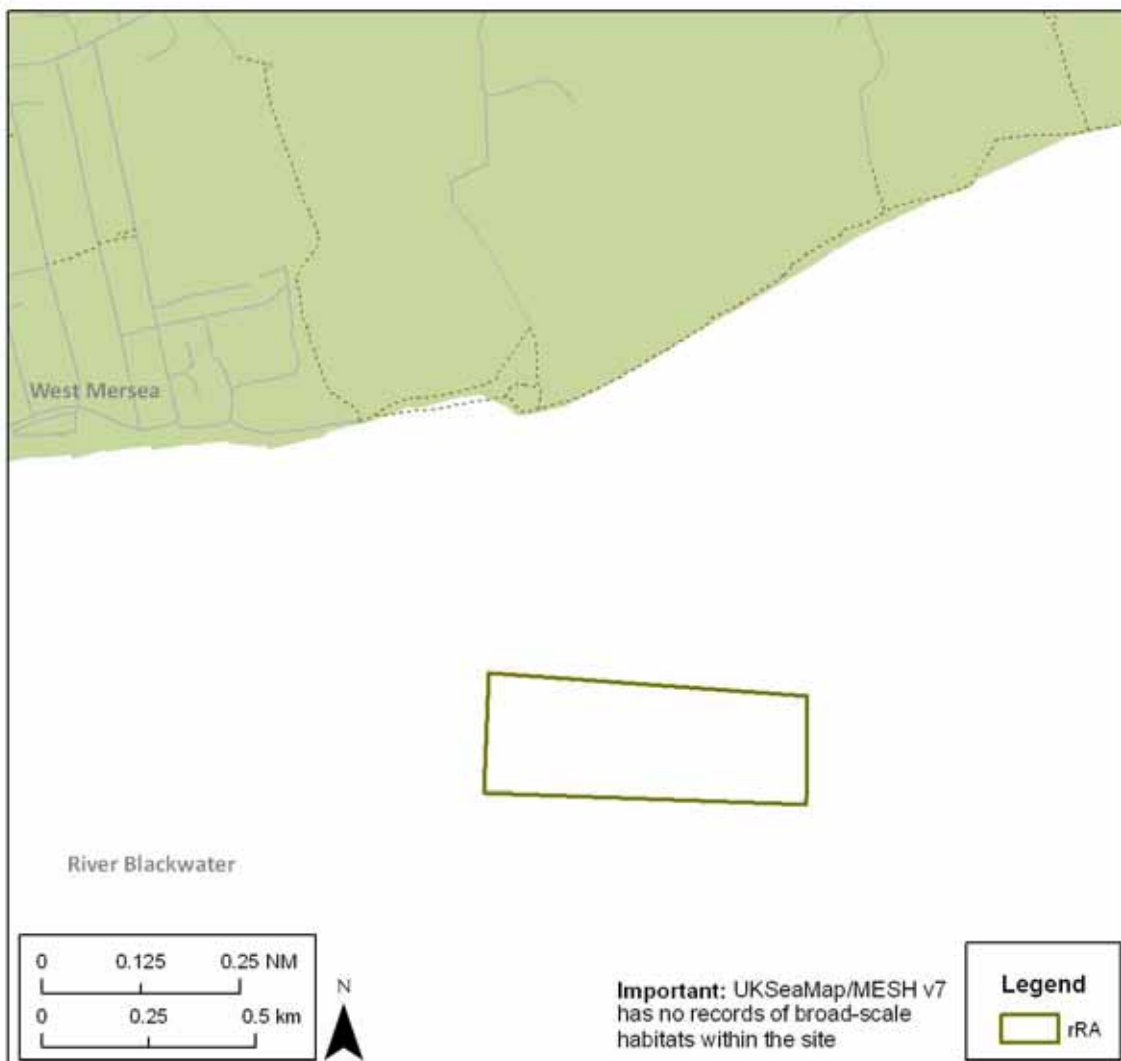 West Mersea
River Blackwater
0 0.125 0.25 NM
0 0.25 0.5 km
N
Important: UKSeaMap/MESH v7
has no records of broad-scale
habitats within the site
Legend
rRA